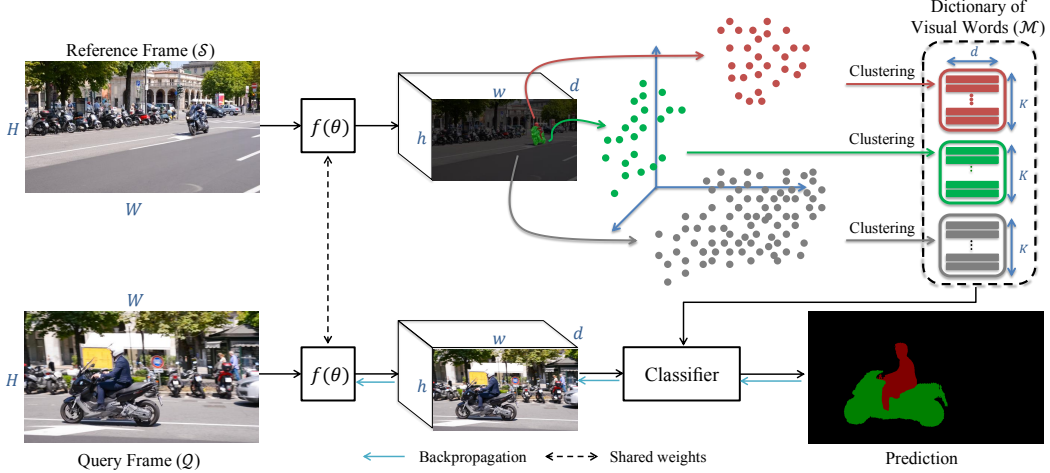 Dictionary of
Visual Words (ℳ)
Reference Frame (𝒮)
w
d
d
Clustering
K
H
f(θ)
h
Clustering
K
W
Clustering
K
W
w
d
H
f(θ)
h
Classifier
Query Frame (𝒬)
Backpropagation
Shared weights
Prediction